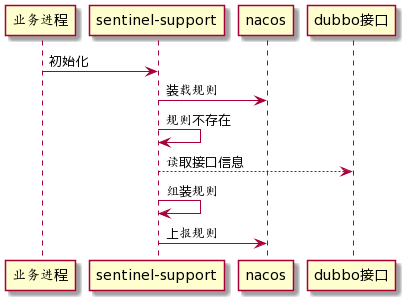 业务进程 sentinel-support nacos dubbo接口
初始化
装载规则
规则不存在
读取接口信息
组装规则
上报规则
业务进程 sentinel-support nacos dubbo接口